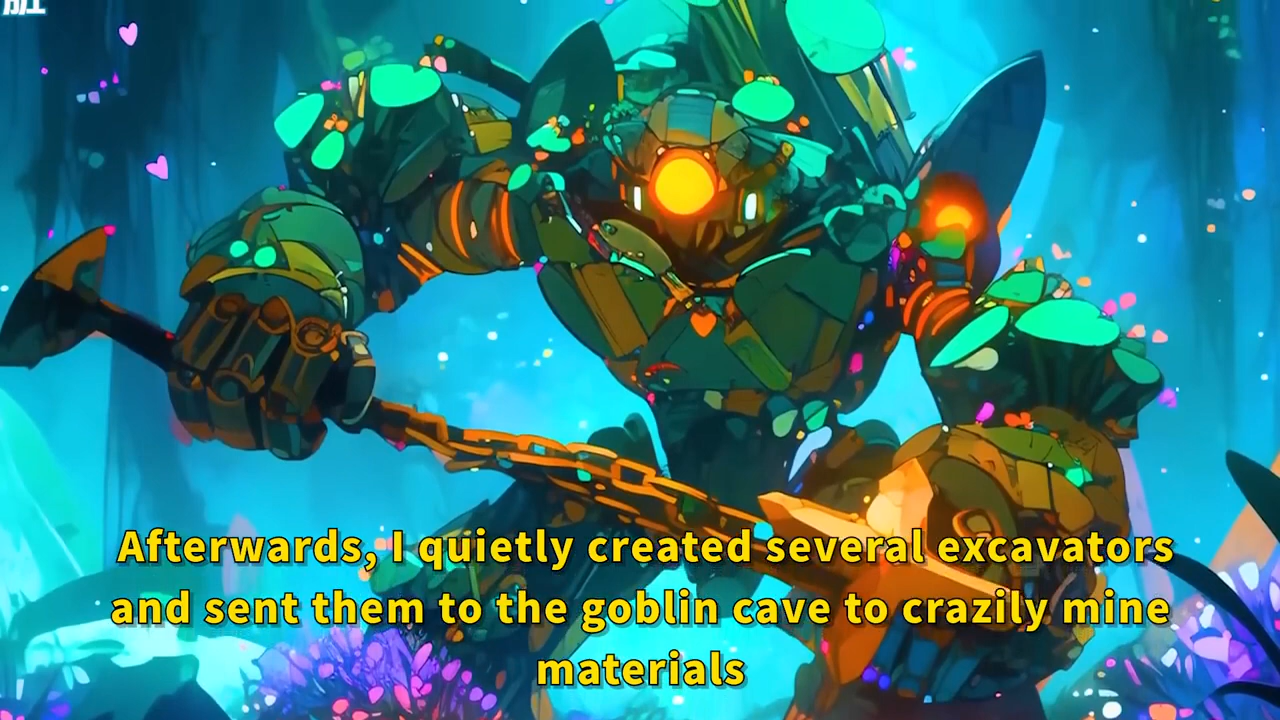 Afterwards, I quietly created several excavators
and sent them to the goblin cave to crazily mine
materials